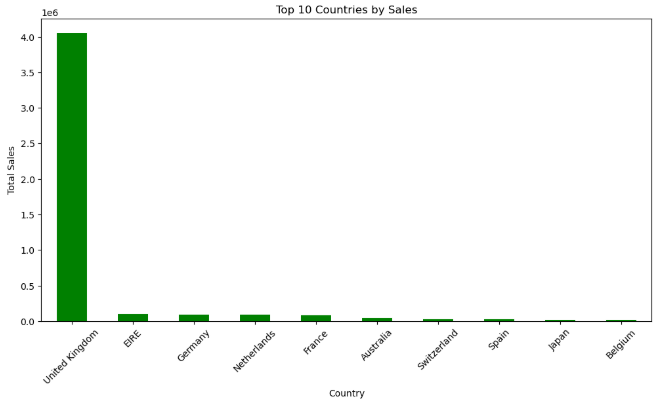 Top 10 Countries by Sales
1e6
4.0
3.5
3.0
2.5
2.0
1.5
1.0
0.5
0.0
Total Sales
United Kingdom
EIRE
Germany
Netherlands
France
Australia
Switzerland
Spain
Japan
Belgium
Country